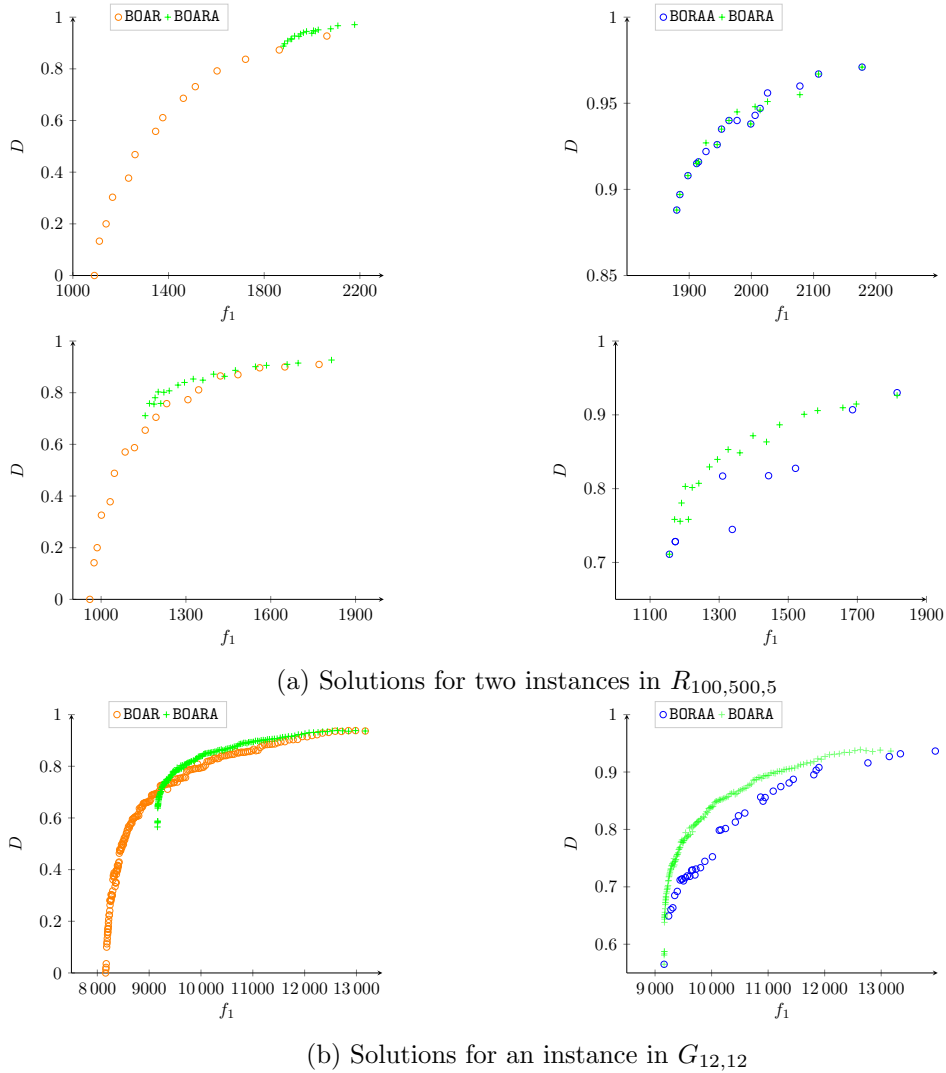 BOAR BOARA
1
0.8
0.6
0.4
0.2
0
D
1000 1400 1800 2200
f1
BORAA BOARA
1
0.95
0.9
0.85
D
1900 2000 2100 2200
f1
1
0.8
0.6
0.4
0.2
0
D
1000 1300 1600 1900
f1
1
0.9
0.8
0.7
D
1100 1300 1500 1700 1900
f1
(a) Solutions for two instances in R100,500,5
BOAR BOARA
1
0.8
0.6
0.4
0.2
0
D
8 000 9 000 10 000 11 000 12 000 13 000
f1
BORAA BOARA
1
0.9
0.8
0.7
0.6
D
9 000 10 000 11 000 12 000 13 000
f1
(b) Solutions for an instance in G12,12